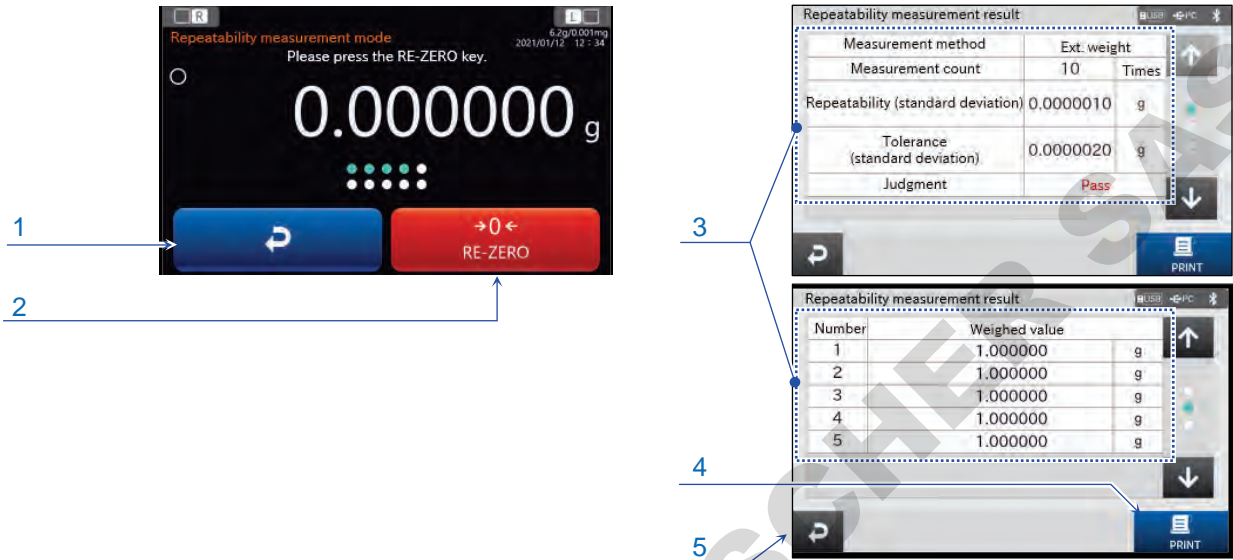 R
L
Repeatability measurement mode
6.2g/0.001mg
2021/01/12 12:34
Please press the RE-ZERO key.
0.000000 g
→0←
RE-ZERO
1
2
3
4
5
Repeatability measurement result
USB PC
Measurement method Ext. weight
Measurement count 10 Times
Repeatability (standard deviation) 0.0000010 g
Tolerance
(standard deviation) 0.0000020 g
Judgment Pass
PRINT
Repeatability measurement result
USB PC
Number Weighed value
1 1.000000 g
2 1.000000 g
3 1.000000 g
4 1.000000 g
5 1.000000 g
PRINT